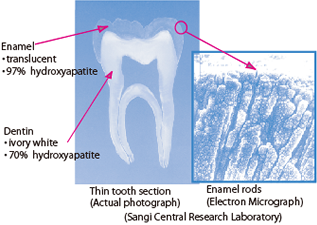 Enamel
•translucent
•97% hydroxyapatite
Dentin
•ivory white
•70% hydroxyapatite
Thin tooth section
(Actual photograph)
Enamel rods
(Electron Micrograph)
(Sangi Central Research Laboratory)